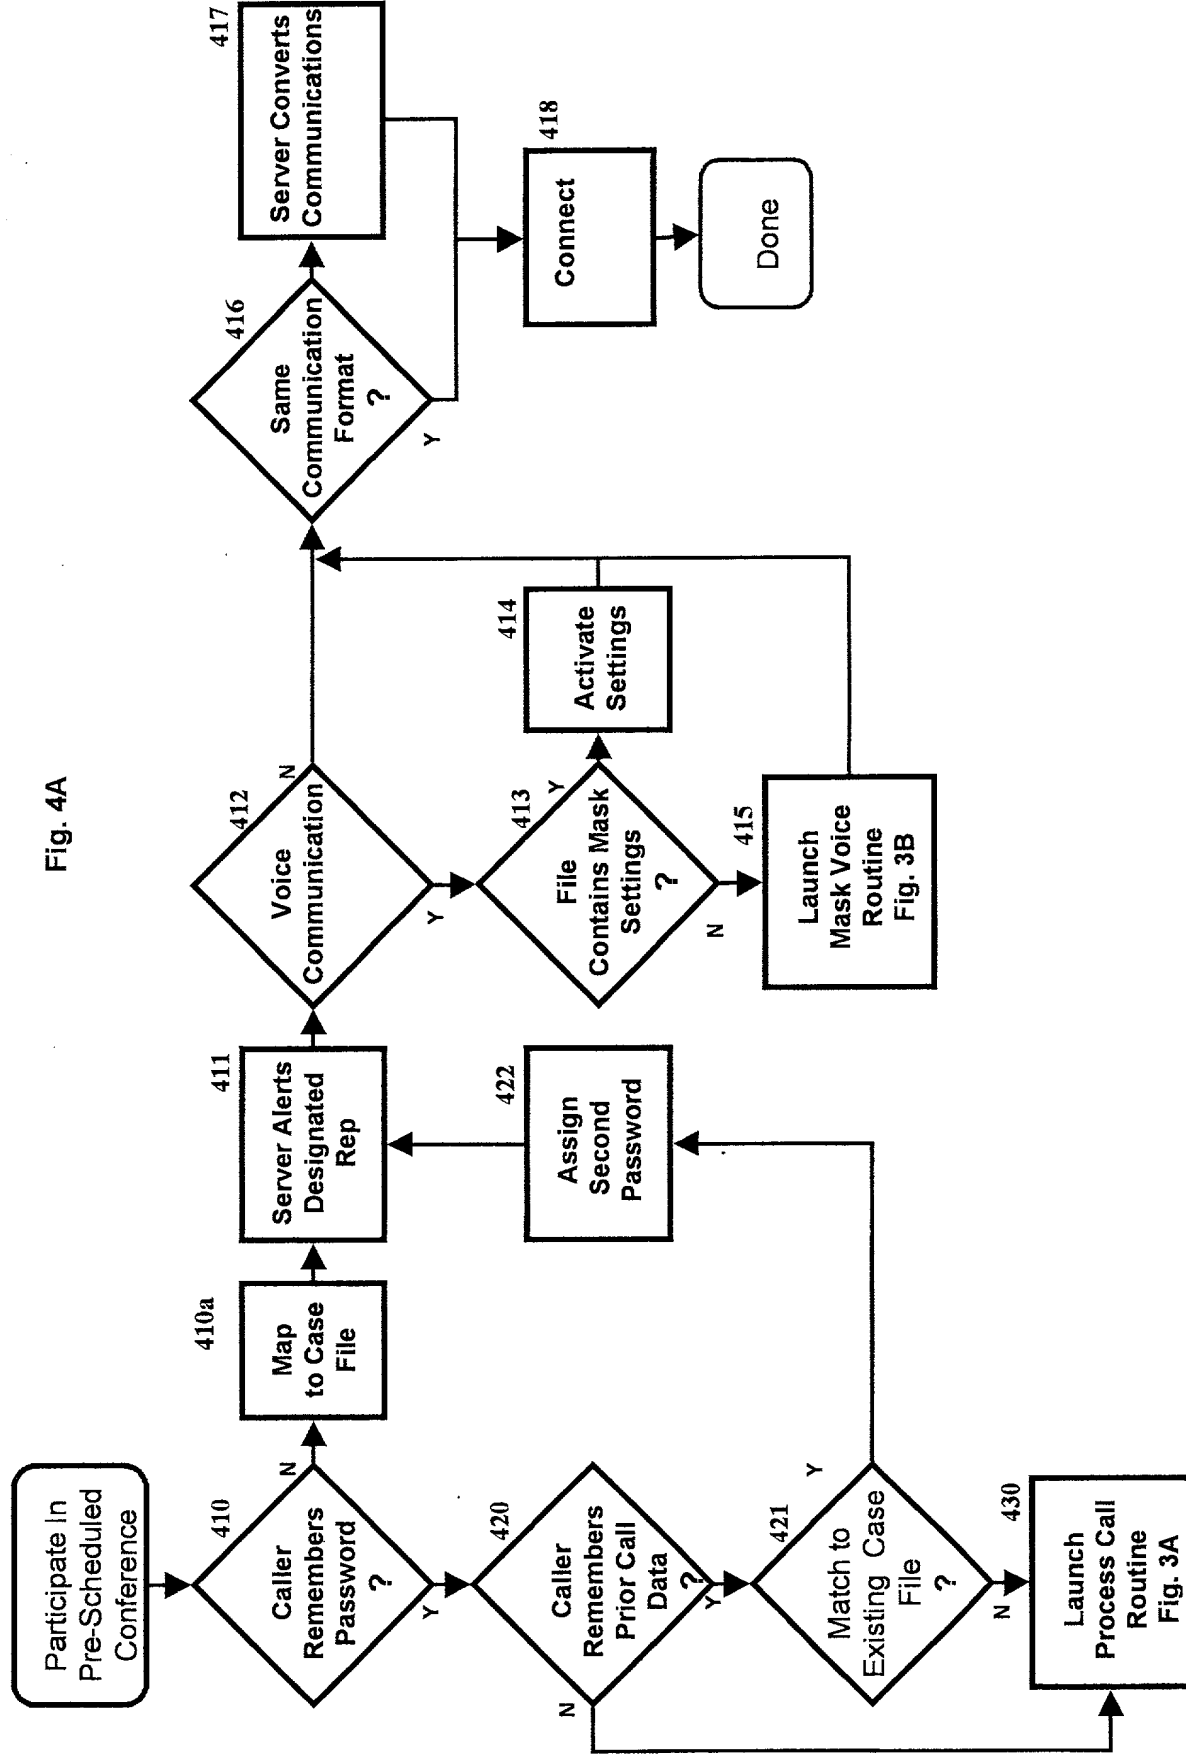 Fig. 4A
Participate In
Pre-Scheduled
Conference
410
Caller
Remembers
Password
?
N
Y
410a
Map
to Case
File
411
Server Alerts
Designated
Rep
412
Voice
Communication
N
Y
413
File
Contains Mask
Settings
?
Y
N
414
Activate
Settings
415
Launch
Mask Voice
Routine
Fig. 3B
416
Same
Communication
Format
?
Y
417
Server Converts
Communications
418
Connect
Done
420
Caller
Remembers
Prior Call
Data
?
Y
N
421
Match to
Existing Case
File
?
Y
N
422
Assign
Second
Password
430
Launch
Process Call
Routine
Fig. 3A